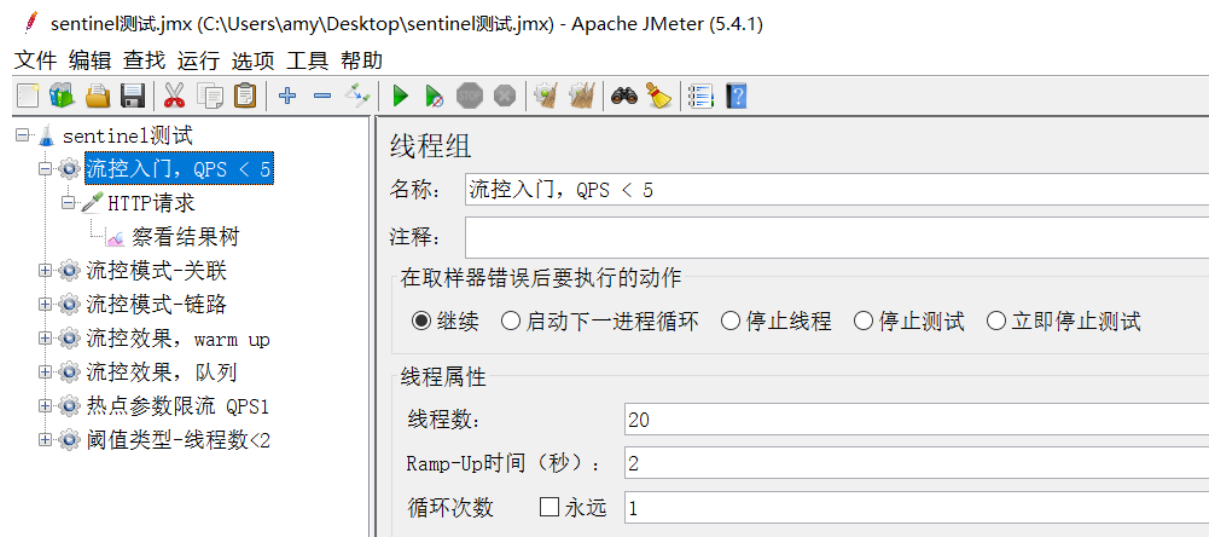 sentinel测试.jmx (C:\Users\amy\Desktop\sentinel测试.jmx) - Apache JMeter (5.4.1)
文件 编辑 查找 运行 选项 工具 帮助
STOP
?
sentinel测试
流控入门，QPS < 5
HTTP请求
察看结果树
流控模式-关联
流控模式-链路
流控效果，warm up
流控效果，队列
热点参数限流 QPS1
阈值类型-线程数<2
线程组
名称： 流控入门，QPS < 5
注释：
在取样器错误后要执行的动作
继续 启动下一进程循环 停止线程 停止测试 立即停止测试
线程属性
线程数： 20
Ramp-Up时间（秒）： 2
循环次数 永远 1